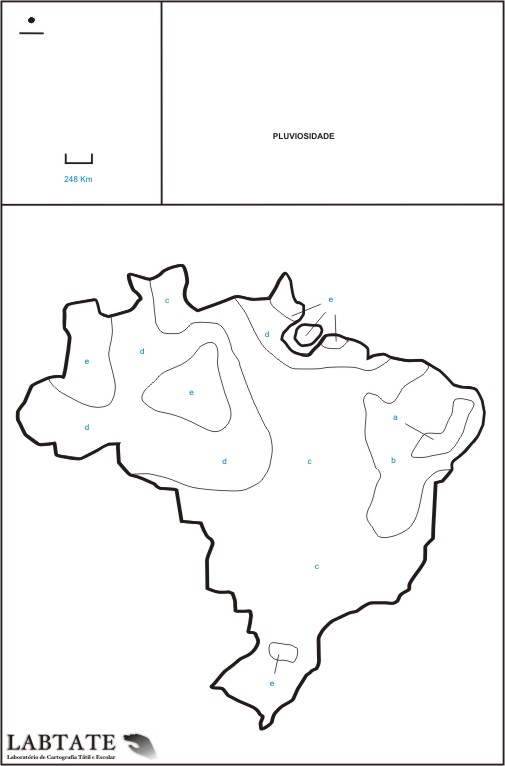 PLUVIOSIDADE
248 Km
c
e
d
d
e
e
d
a
d
c
b
c
e
LABTATE
Laboratório de Cartografia Tátil e Escolar